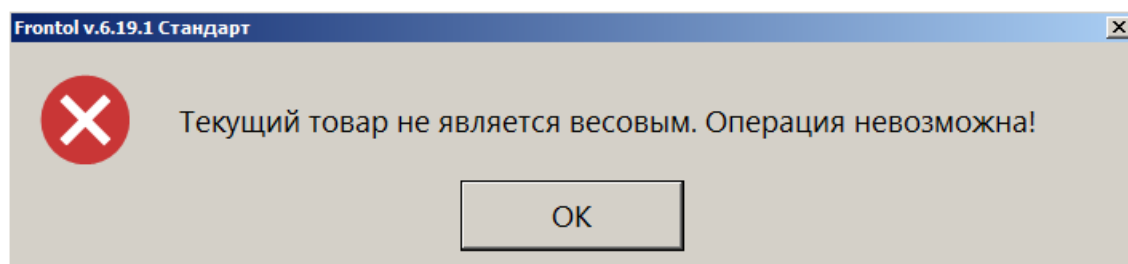 Frontol v.6.19.1 Стандарт
Текущий товар не является весовым. Операция невозможна!
OK